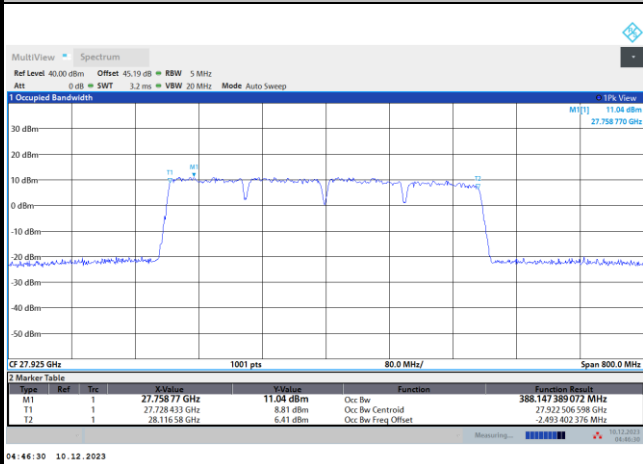 MultiView Spectrum
Ref Level 40.00 dBm Offset 45.19 dB RBW 5 MHz
Att 0 dB SWT 3.2 ms VBW 20 MHz Mode Auto Sweep
1 Occupied Bandwidth 1Pk View
M1[1] 11.04 dBm
27.758 770 GHz
30 dBm
20 dBm
T1 M1 T2
10 dBm
0 dBm
-10 dBm
-20 dBm
-30 dBm
-40 dBm
-50 dBm
CF 27.925 GHz 1001 pts 80.0 MHz/ Span 800.0 MHz
2 Marker Table
Type Ref Trc X-Value Y-Value Function Function Result
M1 1 27.758 77 GHz 11.04 dBm Occ Bw 388.147 389 072 MHz
T1 1 27.728 433 GHz 8.81 dBm Occ Bw Centroid 27.922 506 598 GHz
T2 1 28.116 58 GHz 6.41 dBm Occ Bw Freq Offset -2.493 402 376 MHz
Measuring... 10.12.2023
04:46:30
04:46:30 10.12.2023